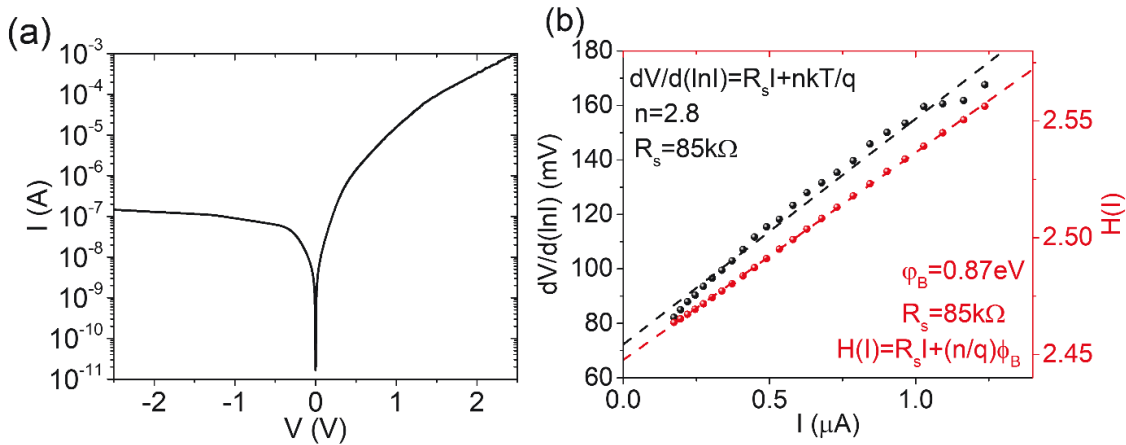 (a)
10⁻³
10⁻⁴
10⁻⁵
10⁻⁶
10⁻⁷
10⁻⁸
10⁻⁹
10⁻¹⁰
10⁻¹¹
I (A)
-2 -1 0 1 2
V (V)
(b)
180
160
140
120
100
80
60
dV/d(lnI) (mV)
dV/d(lnI)=RₛI+nkT/q
n=2.8
Rₛ=85kΩ
φ_B=0.87eV
Rₛ=85kΩ
H(I)=RₛI+(n/q)ϕ_B
0.0 0.5 1.0
I (μA)
2.55
2.50
2.45
H(I)